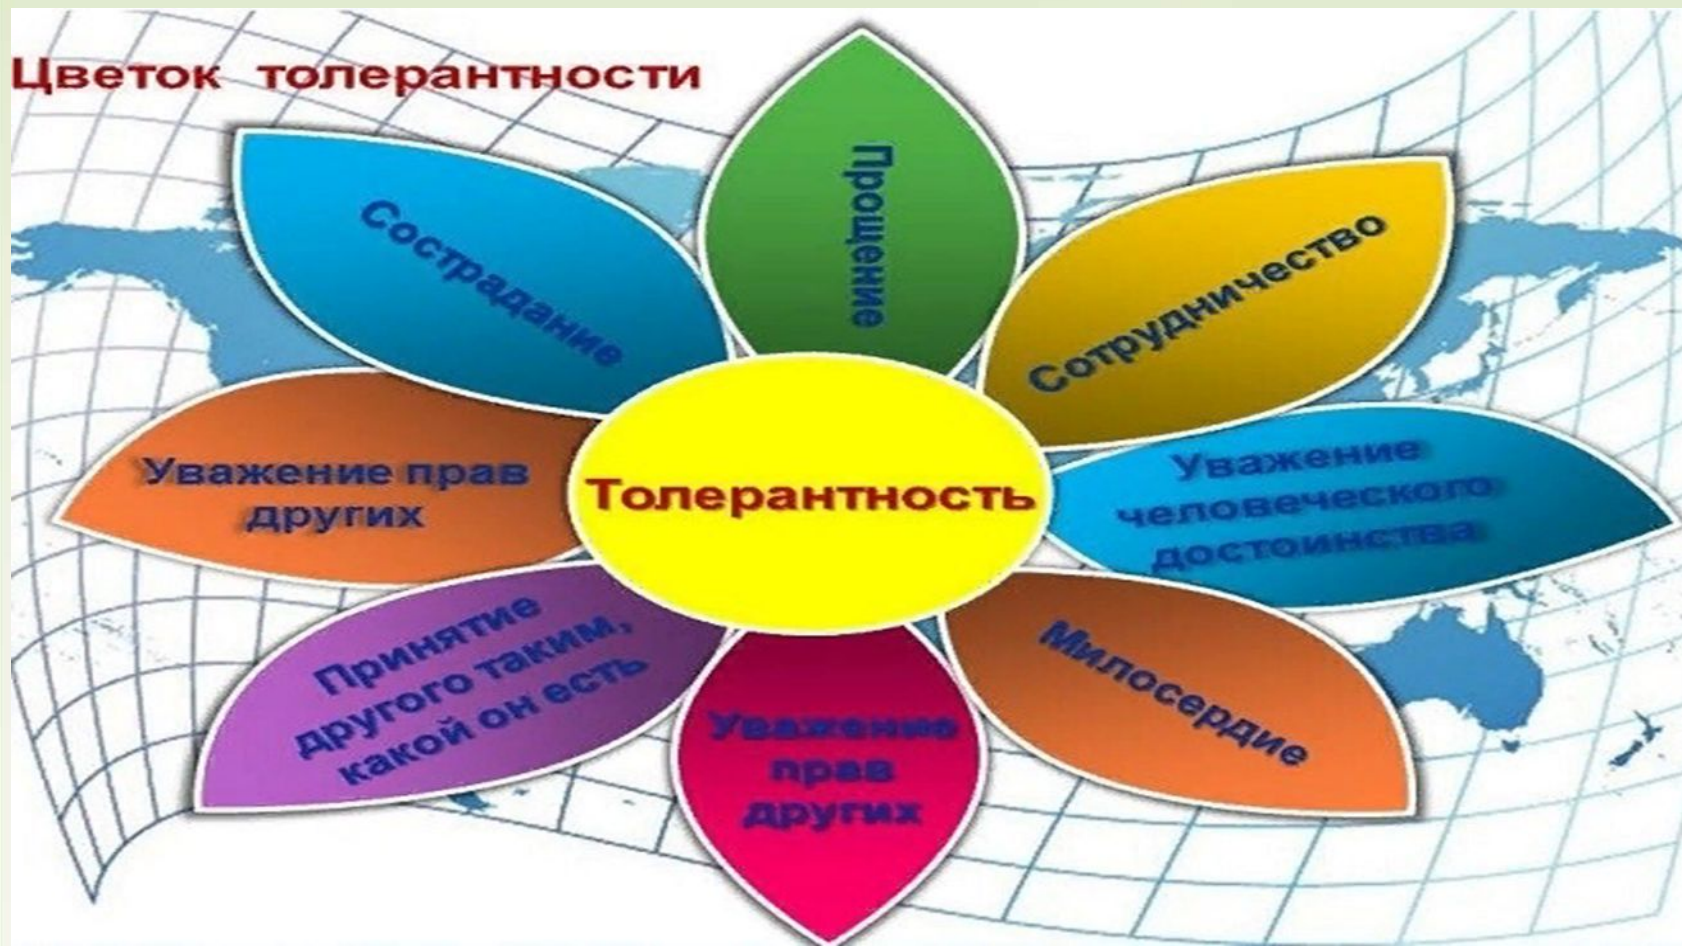 Цветок толерантности
Прощение
Сострадание
Сотрудничество
Уважение прав
других
Толерантность
Уважение
человеческого
достоинства
Принятие
другого таким,
какой он есть
Уважение
прав
других
Милосердие